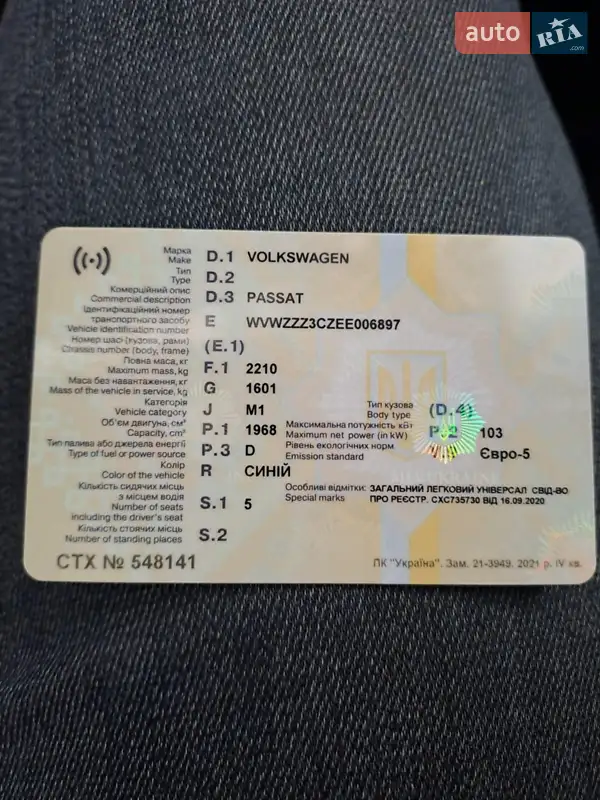 auto RIA .com
Марка
Make D.1 VOLKSWAGEN
Тип
Type D.2
Комерційний опис
Commercial description D.3 PASSAT
Ідентифікаційний номер
транспортного засобу
Vehicle identification number E WVWZZZ3CZEE006897
Номер шасі (кузова, рами)
Chassis number (body, frame) (E.1)
Повна маса, кг
Maximum mass, kg F.1 2210
Маса без навантаження, кг
Mass of the vehicle in service, kg G 1601
Категорія
Vehicle category J M1
Тип кузова
Body type (D.4)
Об'єм двигуна, см³
Capacity, cm³ P.1 1968
Максимальна потужність кВт
Maximum net power (in kW) P.2 103
Тип палива або джерела енергії
Type of fuel or power source P.3 D
Рівень екологічних норм
Emission standard Євро-5
Колір
Color of the vehicle R СИНІЙ
Кількість сидячих місць
з місцем водія
Number of seats
including the driver's seat S.1 5
Особливі відмітки: ЗАГАЛЬНИЙ ЛЕГКОВИЙ УНІВЕРСАЛ СВІД-ВО
Special marks ПРО РЕЄСТР. СХС735730 ВІД 16.09.2020
Кількість стоячих місць
Number of standing places S.2
СТХ № 548141
ПК "Україна". Зам. 21-3949. 2021 р. IV кв.